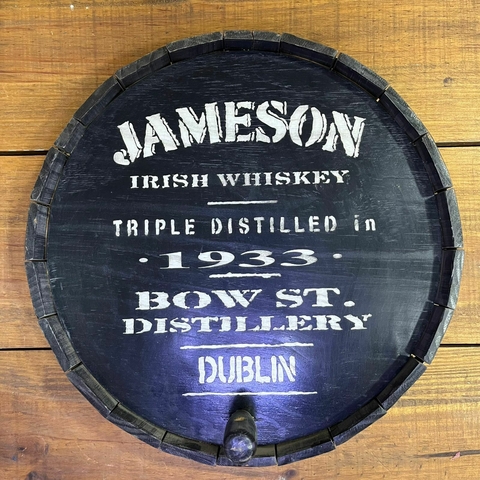 JAMESON
IRISH WHISKEY
TRIPLE DISTILLED in
· 1933 ·
BOW ST.
DISTILLERY
DUBLIN